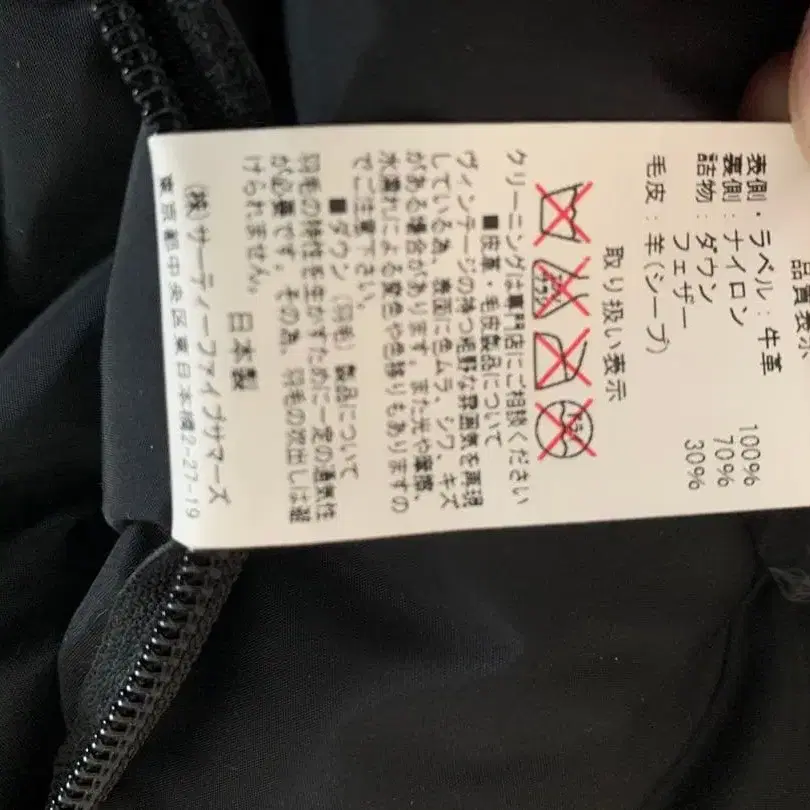 品質表示
表側・ラベル：牛革
裏側：ナイロン 100%
詰物：ダウン 70%
フェザー 30%
毛皮：羊(シープ)
取り扱い表示
クリーニングは専門店にご相談ください
■皮革・毛皮製品について
ヴィンテージの持つ粗野な雰囲気を再現
している為、表面に色ムラ、シワ、キズ
がある場合があります。また光や摩擦、
水濡れによる変色や色移りもありますの
でご注意下さい。
■ダウン（羽毛）製品について
羽毛の特性を生かすために一定の通気性
が必要です。その為、羽毛の吹出しは避
けられません。
日本製
(株)サーティーファイブサマーズ
東京都中央区東日本橋2-27-19